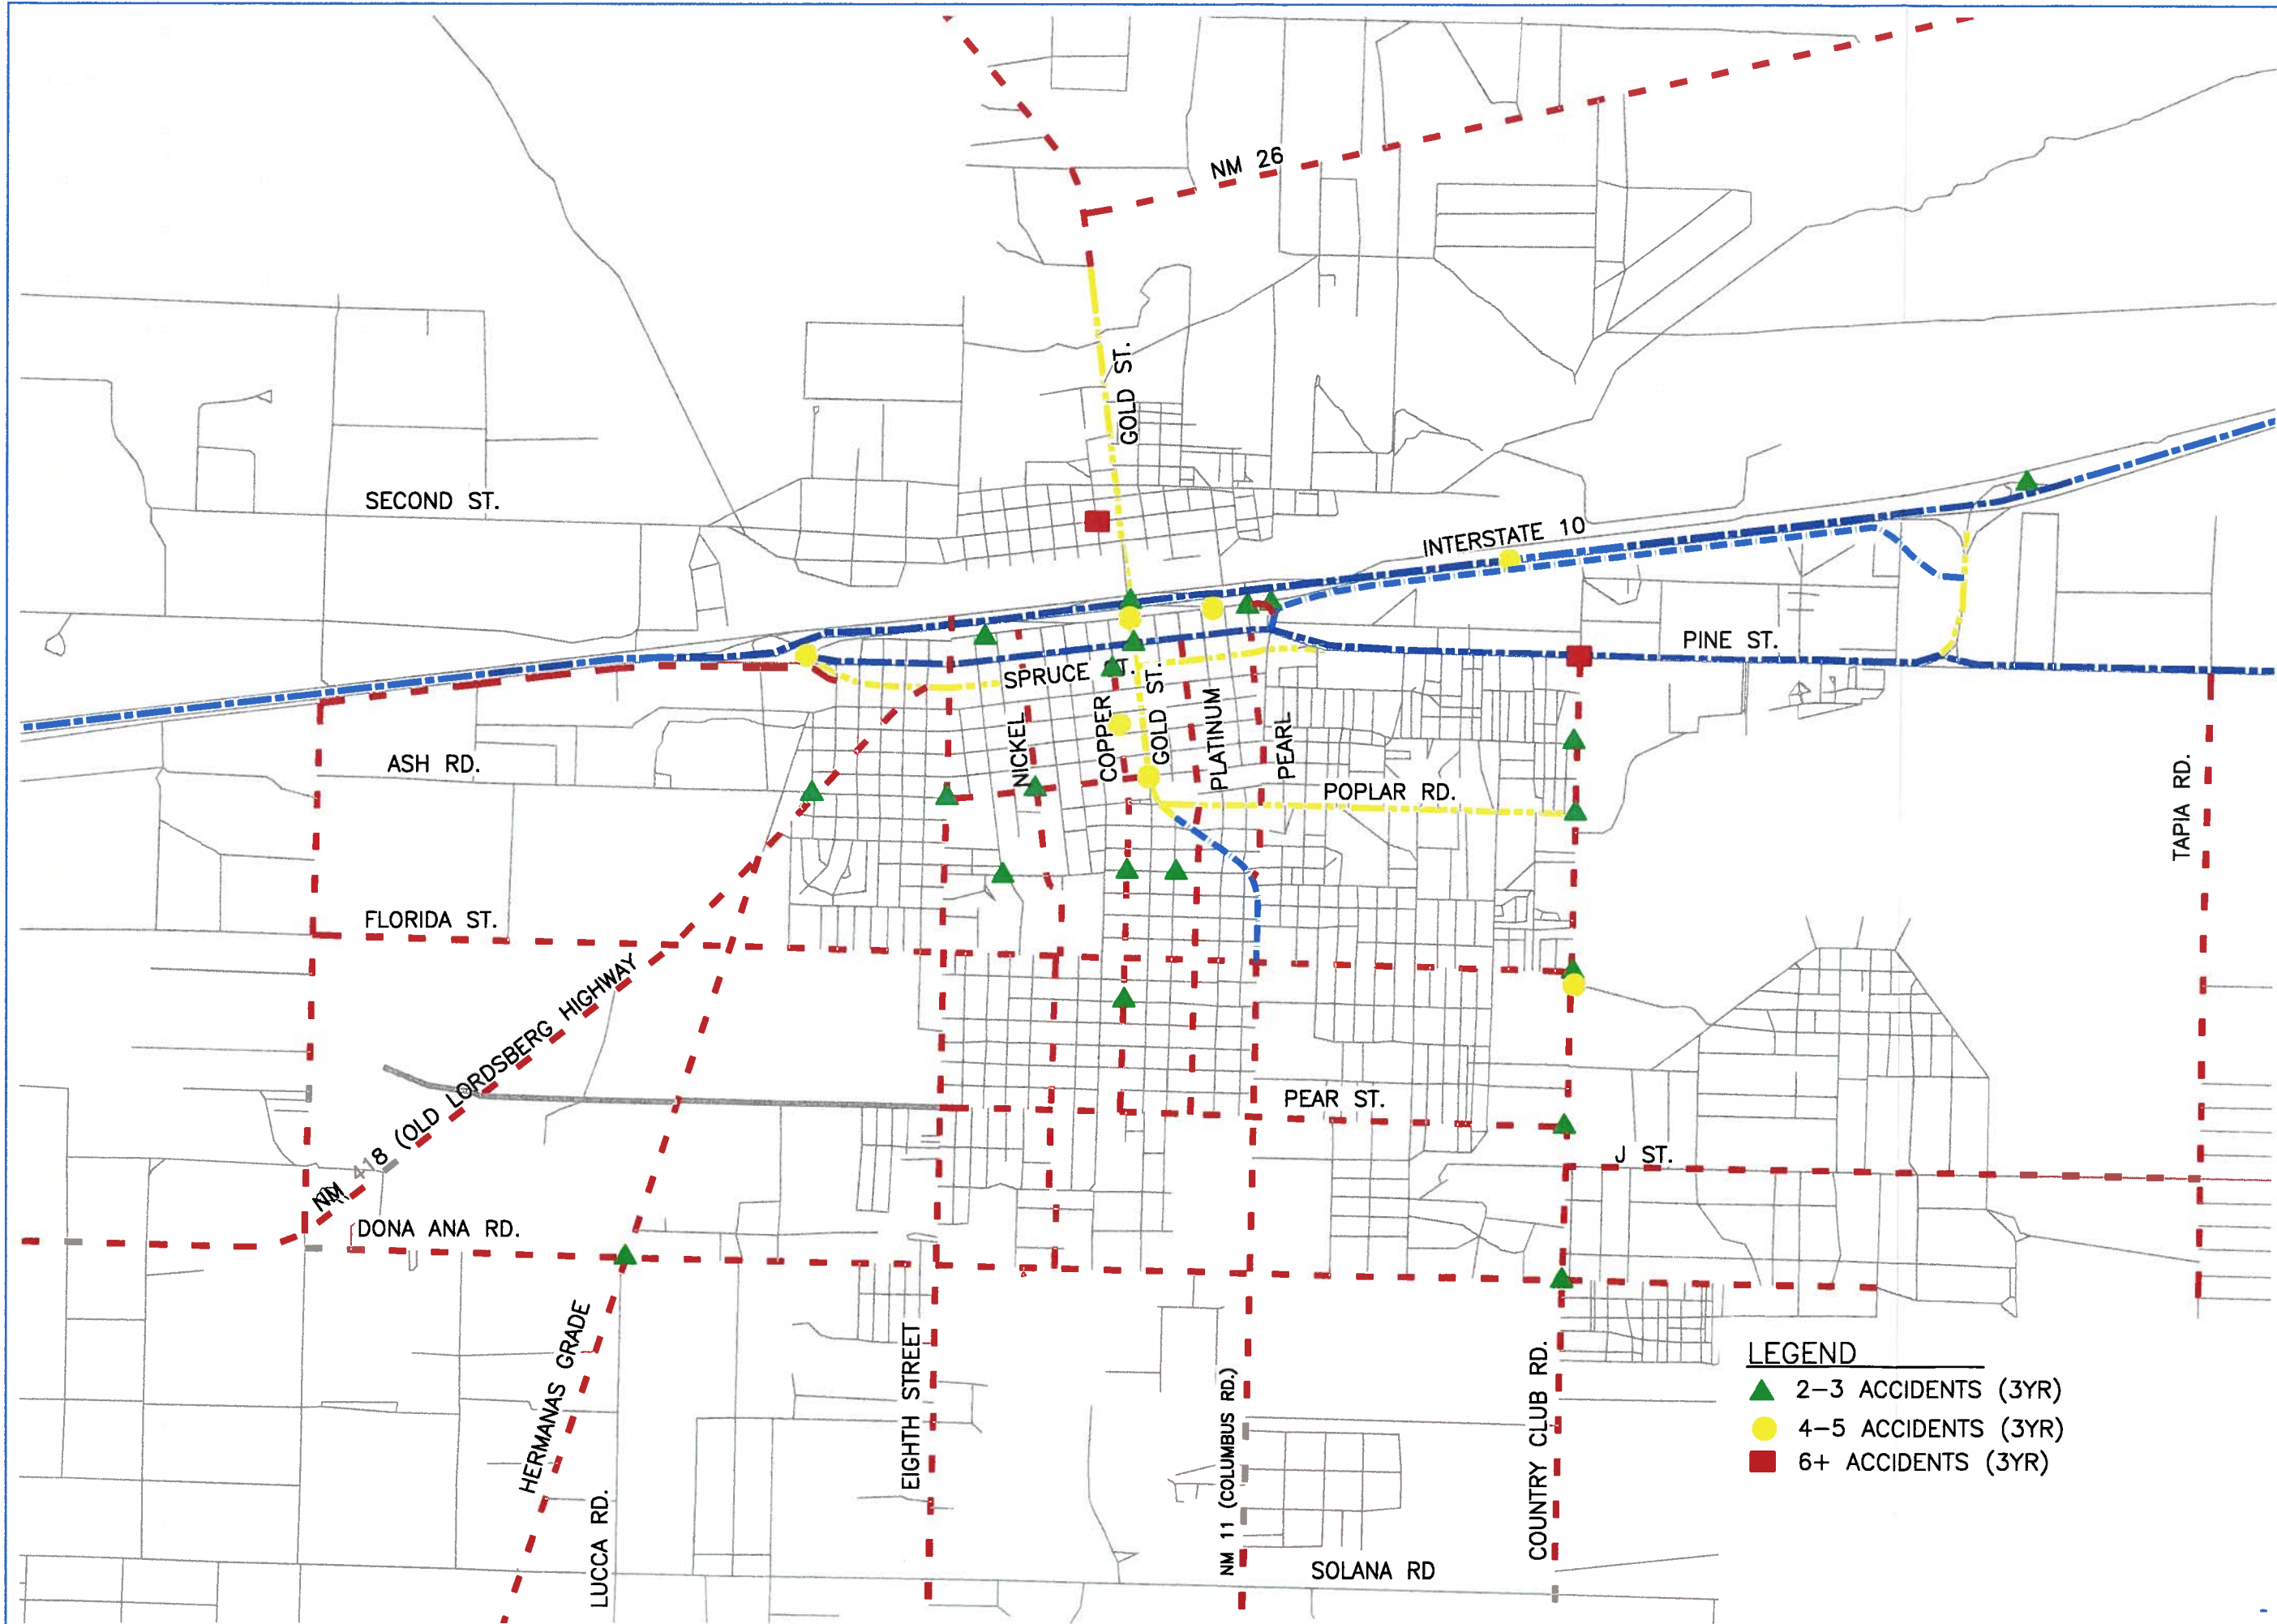 NM 26
GOLD ST.
SECOND ST.
INTERSTATE 10
PINE ST.
SPRUCE ST.
GOLD ST.
NICKEL
COPPER
PLATINUM
PEARL
ASH RD.
POPLAR RD.
TAPIA RD.
FLORIDA ST.
NM 418 (OLD LORDSBERG HIGHWAY
PEAR ST.
J ST.
DONA ANA RD.
HERMANAS GRADE
LUCCA RD.
EIGHTH STREET
NM 11 (COLUMBUS RD.)
COUNTRY CLUB RD.
SOLANA RD
LEGEND
2-3 ACCIDENTS (3YR)
4-5 ACCIDENTS (3YR)
6+ ACCIDENTS (3YR)